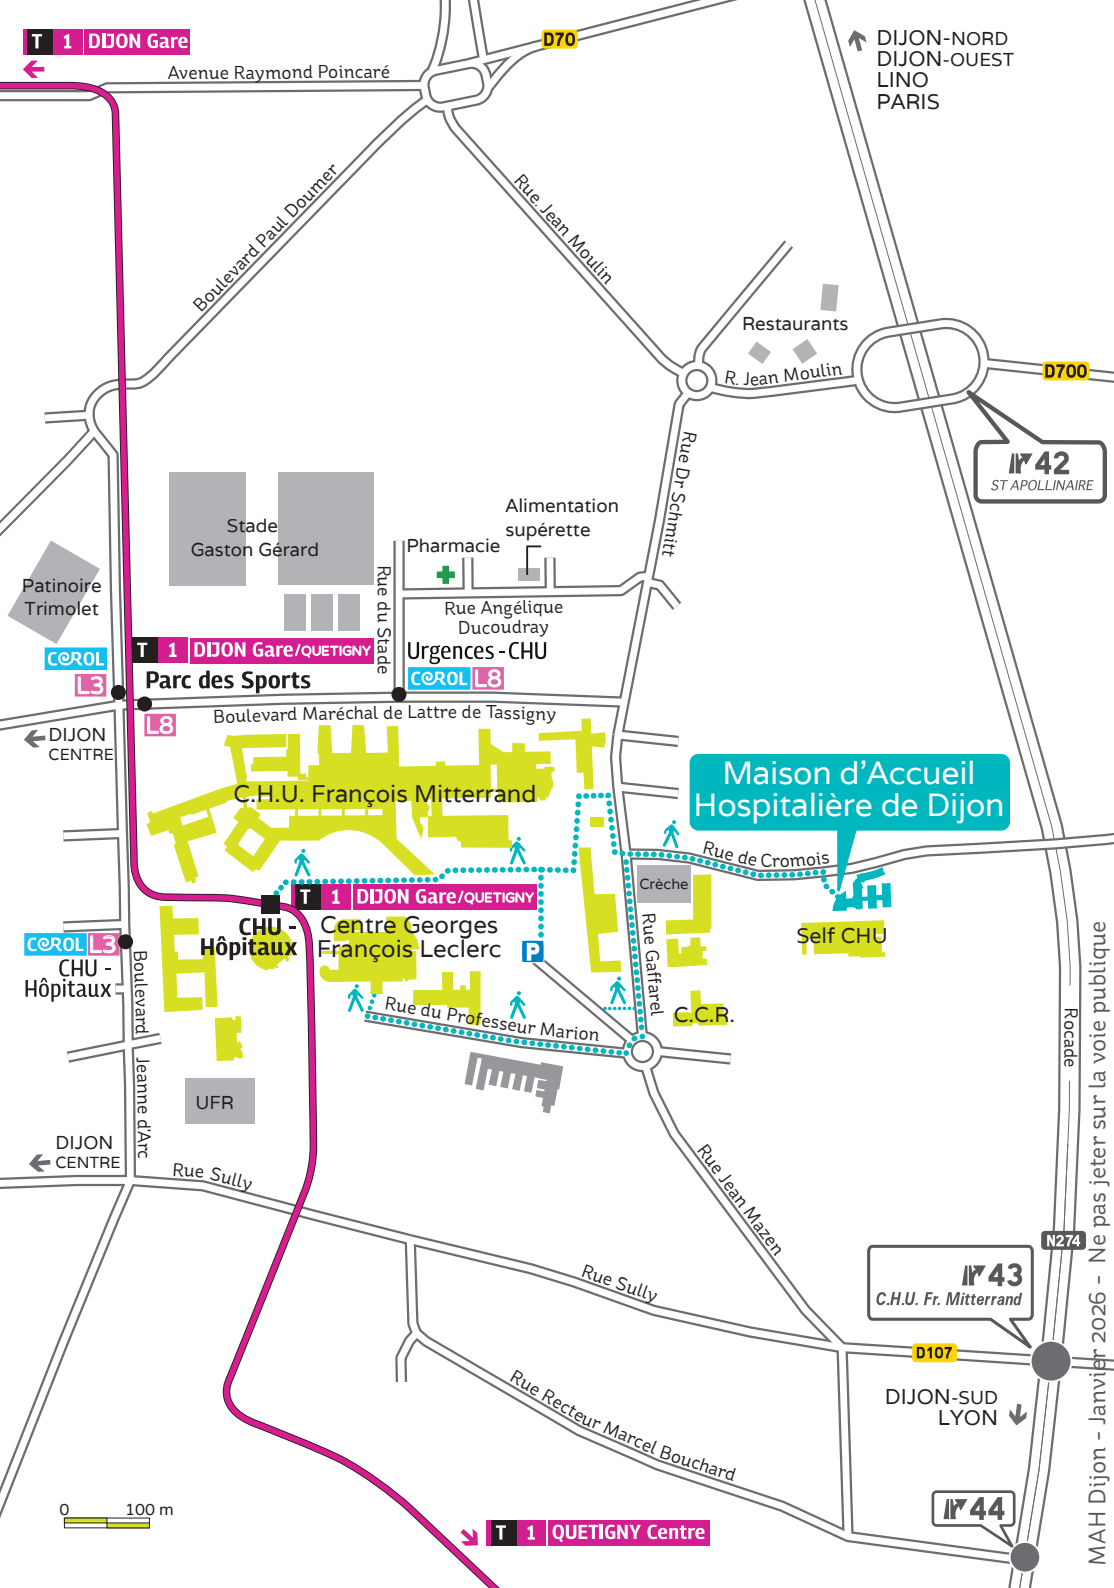 T 1 DIJON Gare
Avenue Raymond Poincaré
D70
DIJON-NORD
DIJON-OUEST
LINO
PARIS
Boulevard Paul Doumer
Rue. Jean Moulin
Restaurants
R. Jean Moulin
D700
42
ST APOLLINAIRE
Rue Dr Schmitt
Stade
Gaston Gérard
Alimentation
supérette
Pharmacie
Patinoire
Trimolet
Rue du Stade
Rue Angélique
Ducoudray
T 1 DIJON Gare/QUETIGNY
Parc des Sports
COROL
L3
L8
Urgences-CHU
COROL L8
Boulevard Maréchal de Lattre de Tassigny
DIJON
CENTRE
C.H.U. François Mitterrand
Maison d'Accueil
Hospitalière de Dijon
Rue de Cromois
Crèche
T 1 DIJON Gare/QUETIGNY
CHU -
Hôpitaux
Centre Georges
François Leclerc
P
Self CHU
Rue Gaffarel
COROL L3
CHU -
Hôpitaux
Boulevard Jeanne d'Arc
Rue du Professeur Marion
C.C.R.
Rocade
UFR
DIJON
CENTRE
Rue Sully
Rue Jean Mazen
N274
43
C.H.U. Fr. Mitterrand
Rue Sully
D107
DIJON-SUD
LYON
Rue Recteur Marcel Bouchard
44
0 100 m
T 1 QUETIGNY Centre
MAH Dijon - Janvier 2026 - Ne pas jeter sur la voie publique